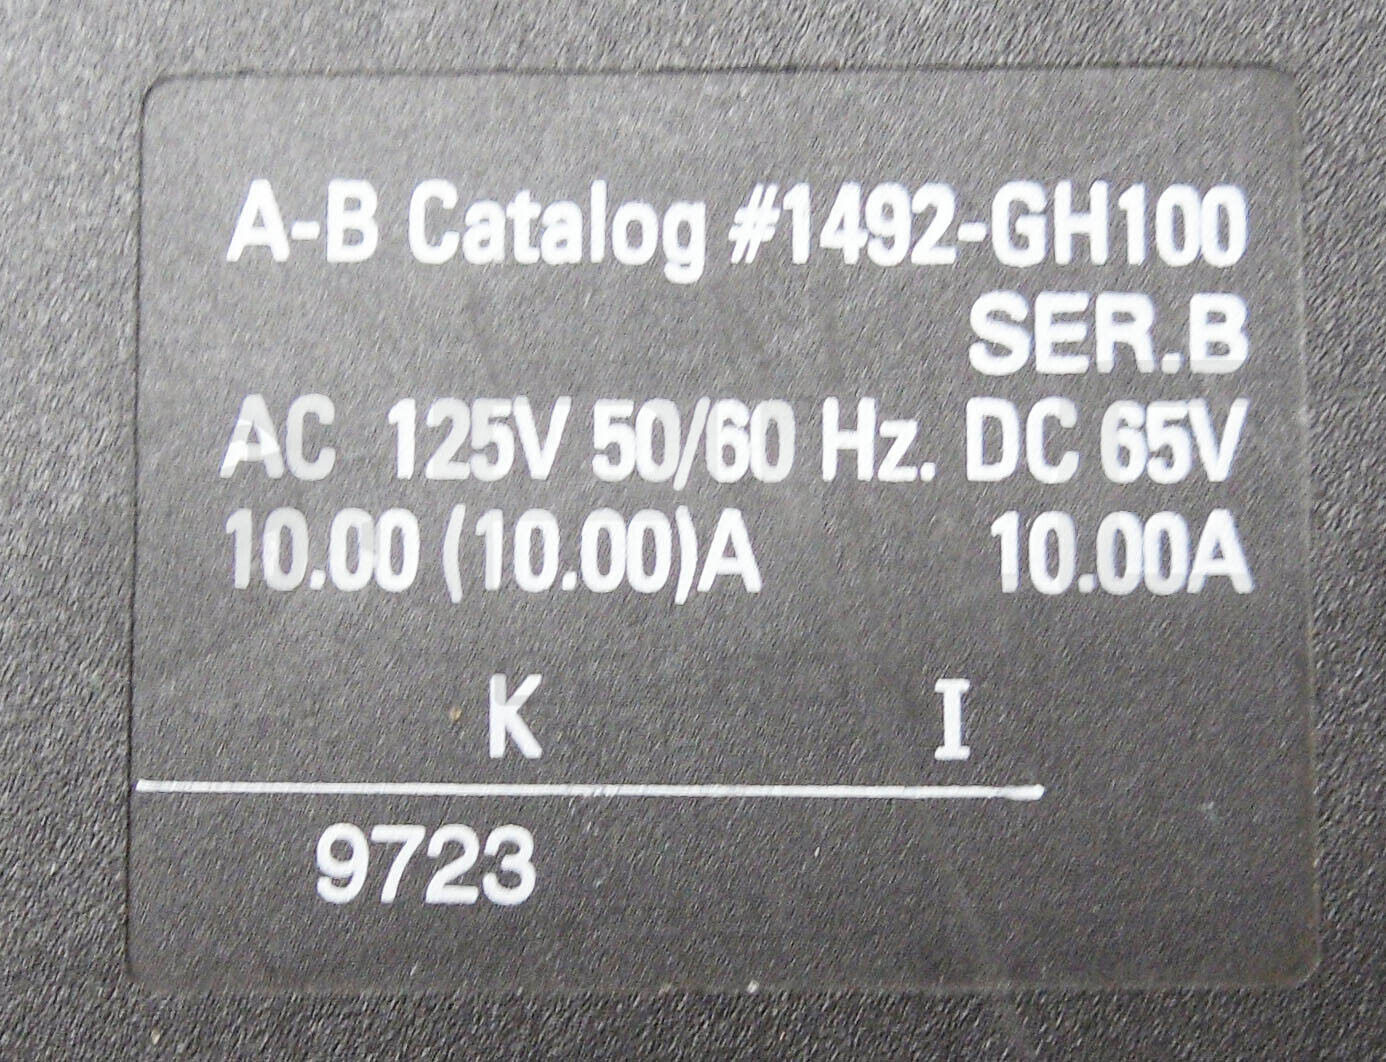 A-B Catalog #1492-GH100
SER.B
AC 125V 50/60 Hz. DC 65V
10.00 (10.00)A 10.00A
K I
9723